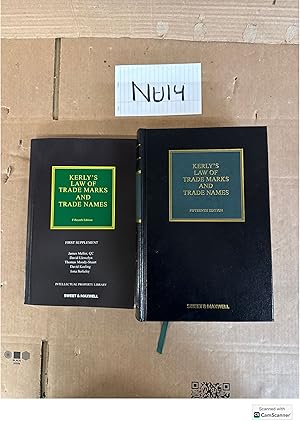 NU14
KERLY'S
LAW OF
TRADE MARKS
AND
TRADE NAMES
Fifteenth Edition
FIRST SUPPLEMENT
James Mellor, QC
David Llewelyn
Thomas Moody-Stuart
David Keeling
Iona Berkeley
INTELLECTUAL PROPERTY LIBRARY
SWEET & MAXWELL
KERLY'S
LAW OF
TRADE MARKS
AND
TRADE NAMES
FIFTEENTH EDITION
SWEET & MAXWELL
Scanned with
CS CamScanner